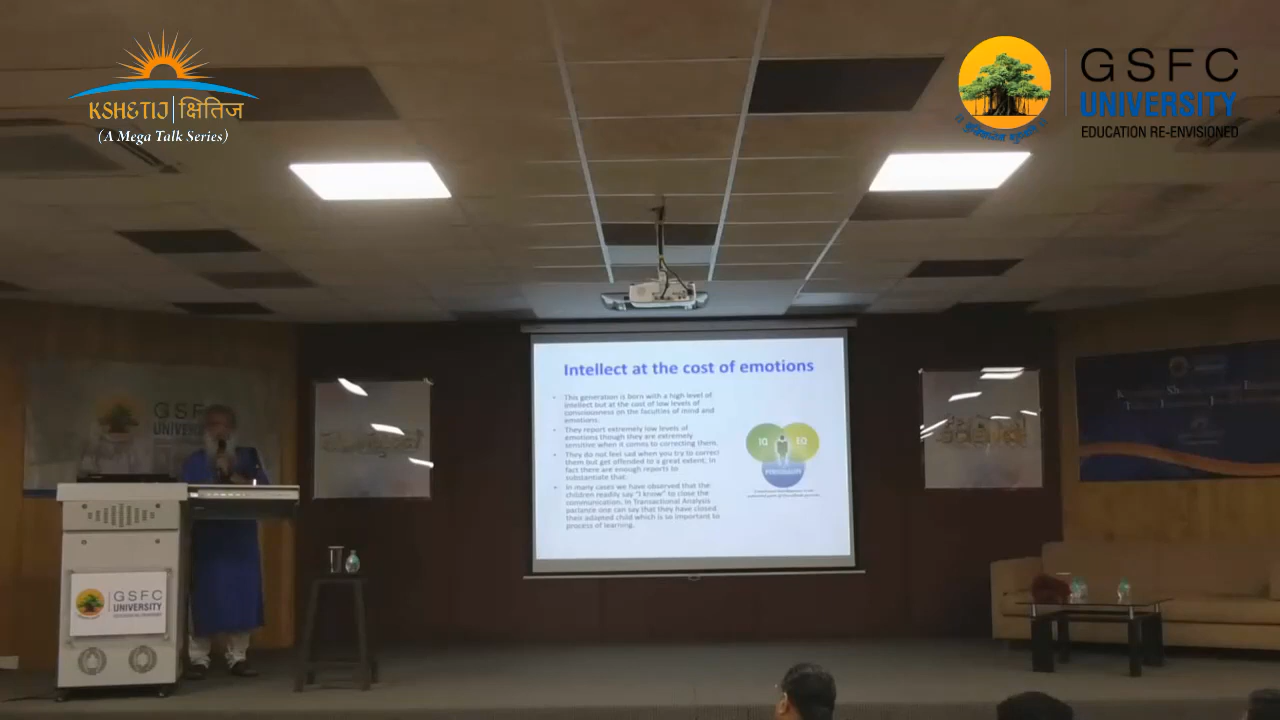 KSHETIJ | क्षितिज
(A Mega Talk Series)
GSFC
UNIVERSITY
EDUCATION RE-ENVISIONED
Intellect at the cost of emotions
• This generation is born with a high level of
intellect but at the cost of low levels of
consciousness on the faculties of mind and
emotions.
• They report extremely low levels of
emotions though they are extremely
sensitive when it comes to correcting them.
• They do not feel sad when you try to correct
them but get offended to a great extent. In
fact there are enough reports to
substantiate that.
• In many cases we have observed that the
children readily say "I know" to close the
communication. In Transactional Analysis
parlance one can say that they have closed
their adapted child which is so important to
process of learning.
IQ
EQ
GSFC
UNIVERSITY
GSFC
UNIVERSITY